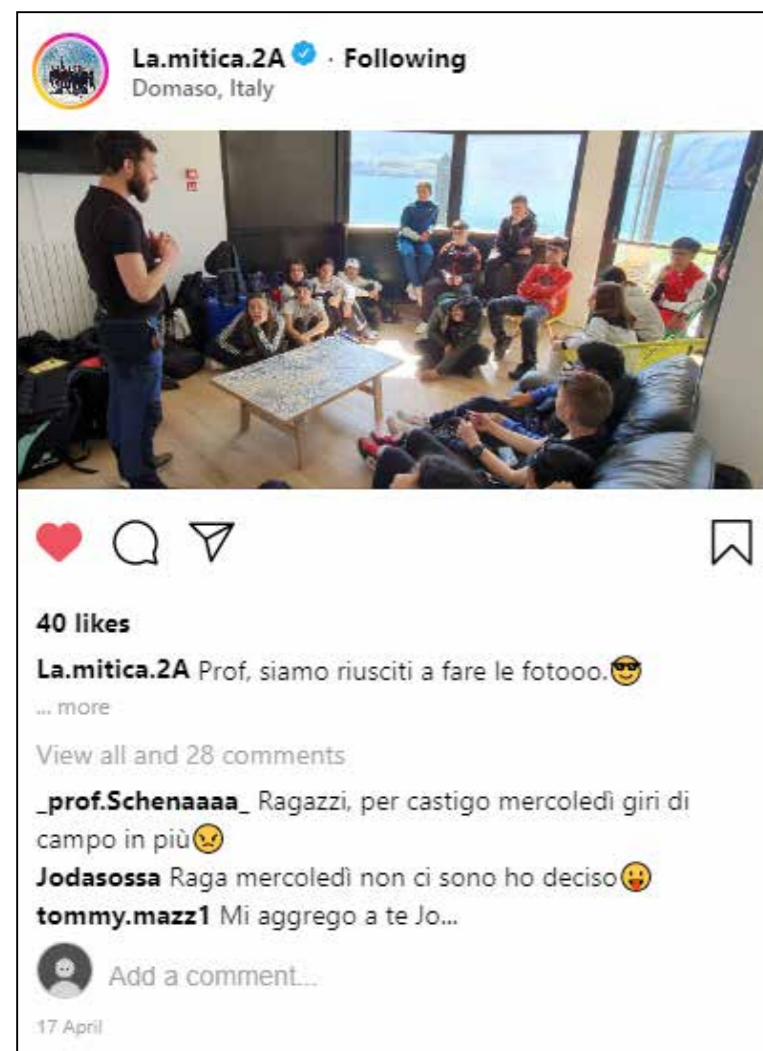 La.mitica.2A · Following
Domaso, Italy
40 likes
La.mitica.2A Prof, siamo riusciti a fare le fotooo.😎
... more
View all and 28 comments
_prof.Schenaaaa_ Ragazzi, per castigo mercoledì giri di
campo in più😠
Jodasossa Raga mercoledì non ci sono ho deciso😛
tommy.mazz1 Mi aggrego a te Jo...
Add a comment...
17 April